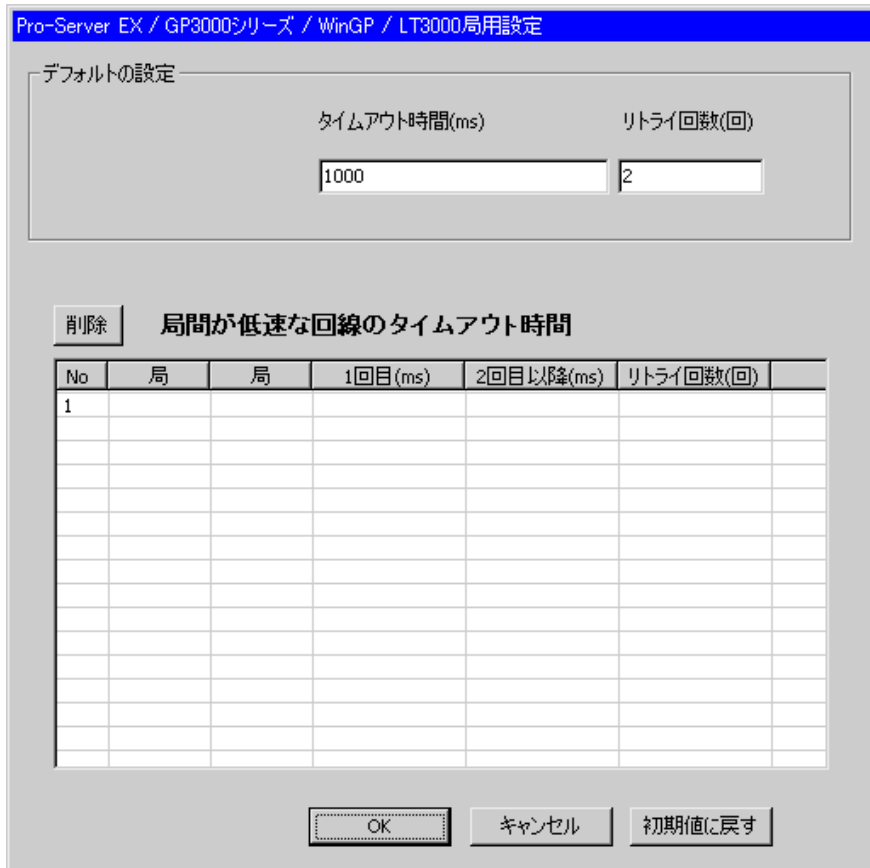 Pro-Server EX / GP3000シリーズ / WinGP / LT3000局用設定
デフォルトの設定
タイムアウト時間(ms) リトライ回数(回)
1000 2
削除 局間が低速な回線のタイムアウト時間
No 局 局 1回目(ms) 2回目以降(ms) リトライ回数(回)
1
OK キャンセル 初期値に戻す